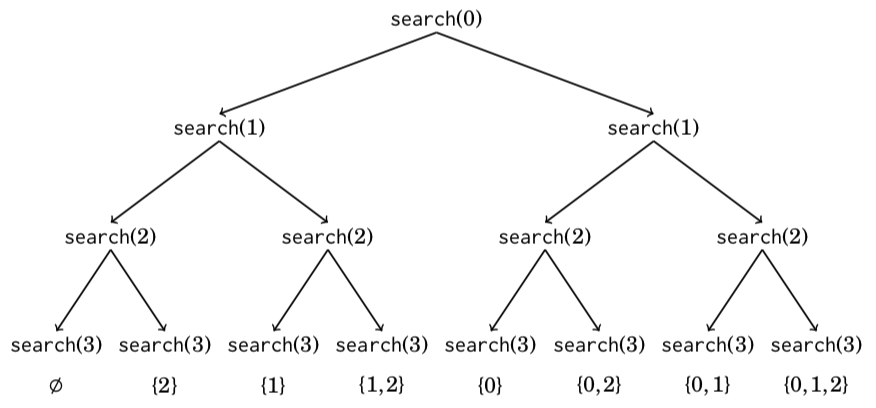 search(0)
search(1) search(1)
search(2) search(2) search(2) search(2)
search(3) search(3) search(3) search(3) search(3) search(3) search(3) search(3)
∅ {2} {1} {1,2} {0} {0,2} {0,1} {0,1,2}